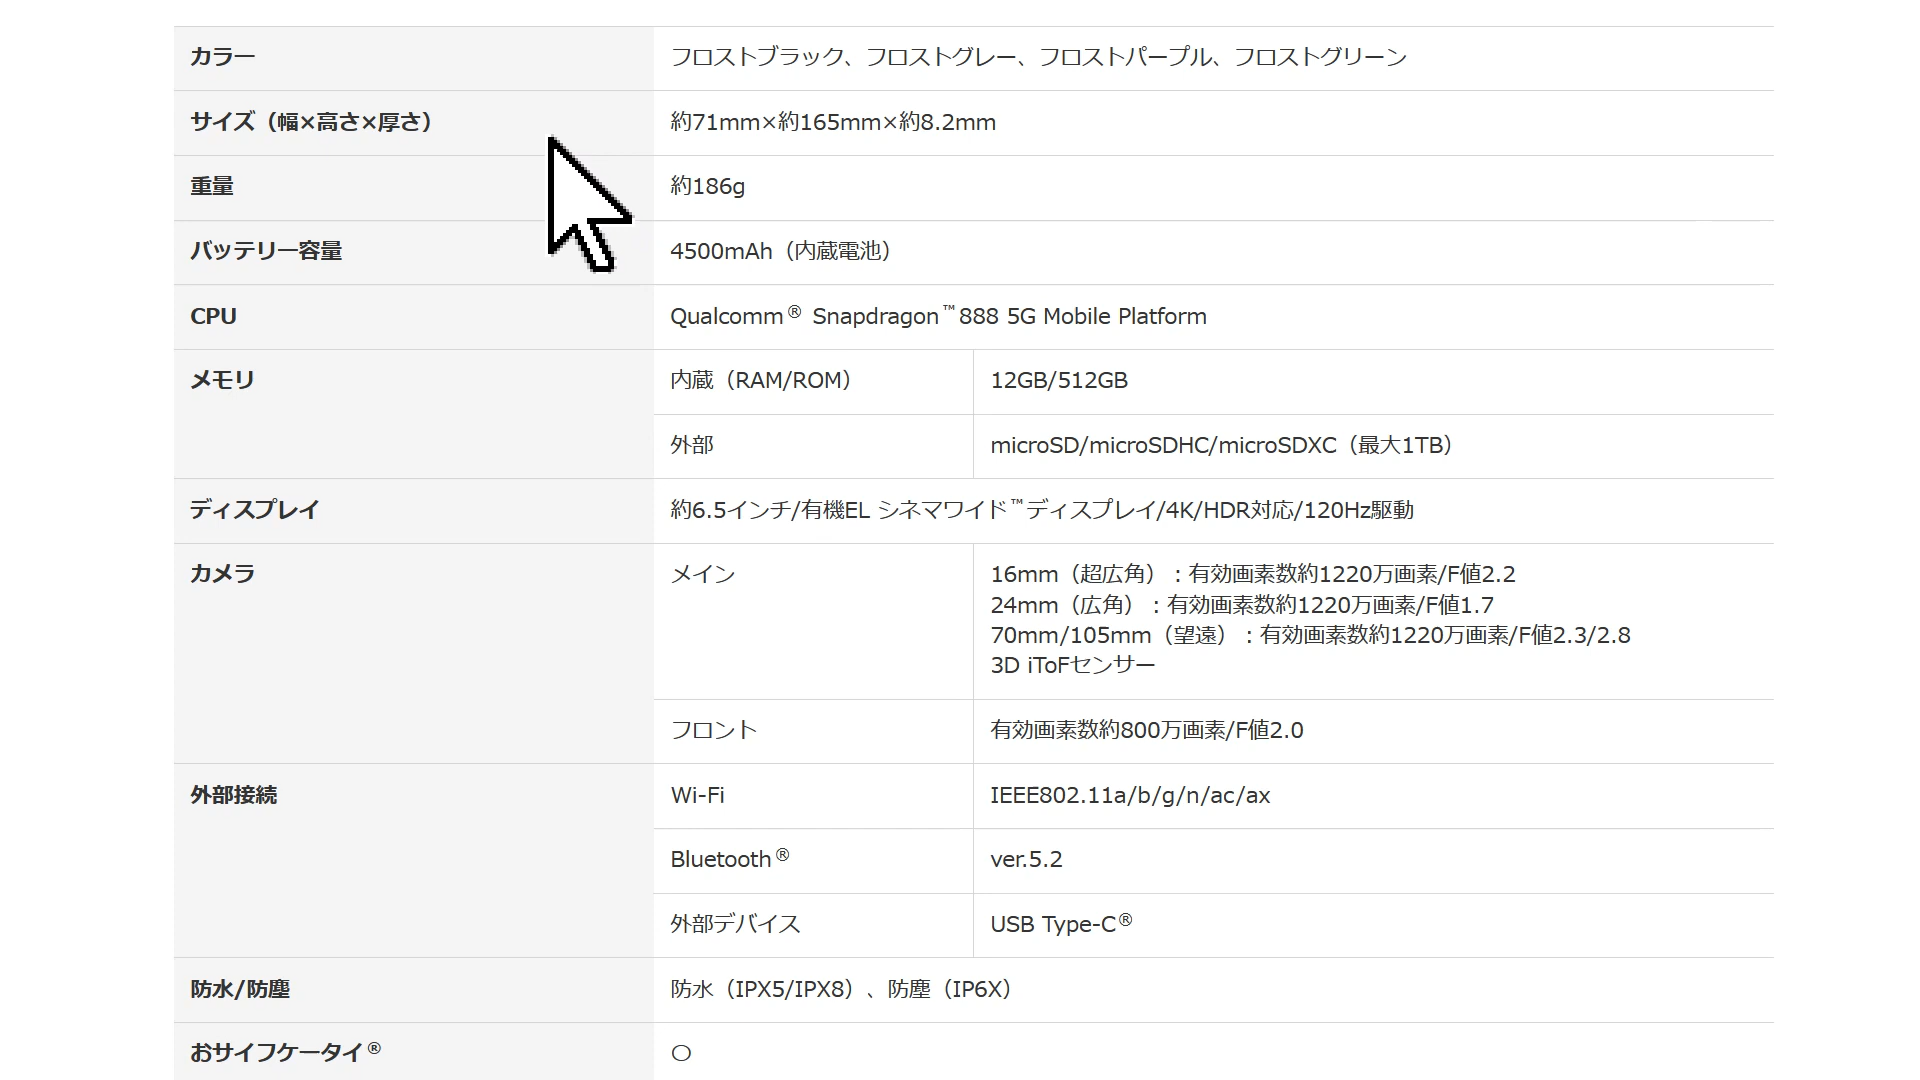 カラー
フロストブラック、フロストグレー、フロストパープル、フロストグリーン
サイズ（幅×高さ×厚さ）
約71mm×約165mm×約8.2mm
重量
約186g
バッテリー容量
4500mAh（内蔵電池）
CPU
Qualcomm® Snapdragon™888 5G Mobile Platform
メモリ
内蔵（RAM/ROM）
12GB/512GB
外部
microSD/microSDHC/microSDXC（最大1TB）
ディスプレイ
約6.5インチ/有機EL シネマワイド™ディスプレイ/4K/HDR対応/120Hz駆動
カメラ
メイン
16mm（超広角）：有効画素数約1220万画素/F値2.2
24mm（広角）：有効画素数約1220万画素/F値1.7
70mm/105mm（望遠）：有効画素数約1220万画素/F値2.3/2.8
3D iToFセンサー
フロント
有効画素数約800万画素/F値2.0
外部接続
Wi-Fi
IEEE802.11a/b/g/n/ac/ax
Bluetooth®
ver.5.2
外部デバイス
USB Type-C®
防水/防塵
防水（IPX5/IPX8）、防塵（IP6X）
おサイフケータイ®
○